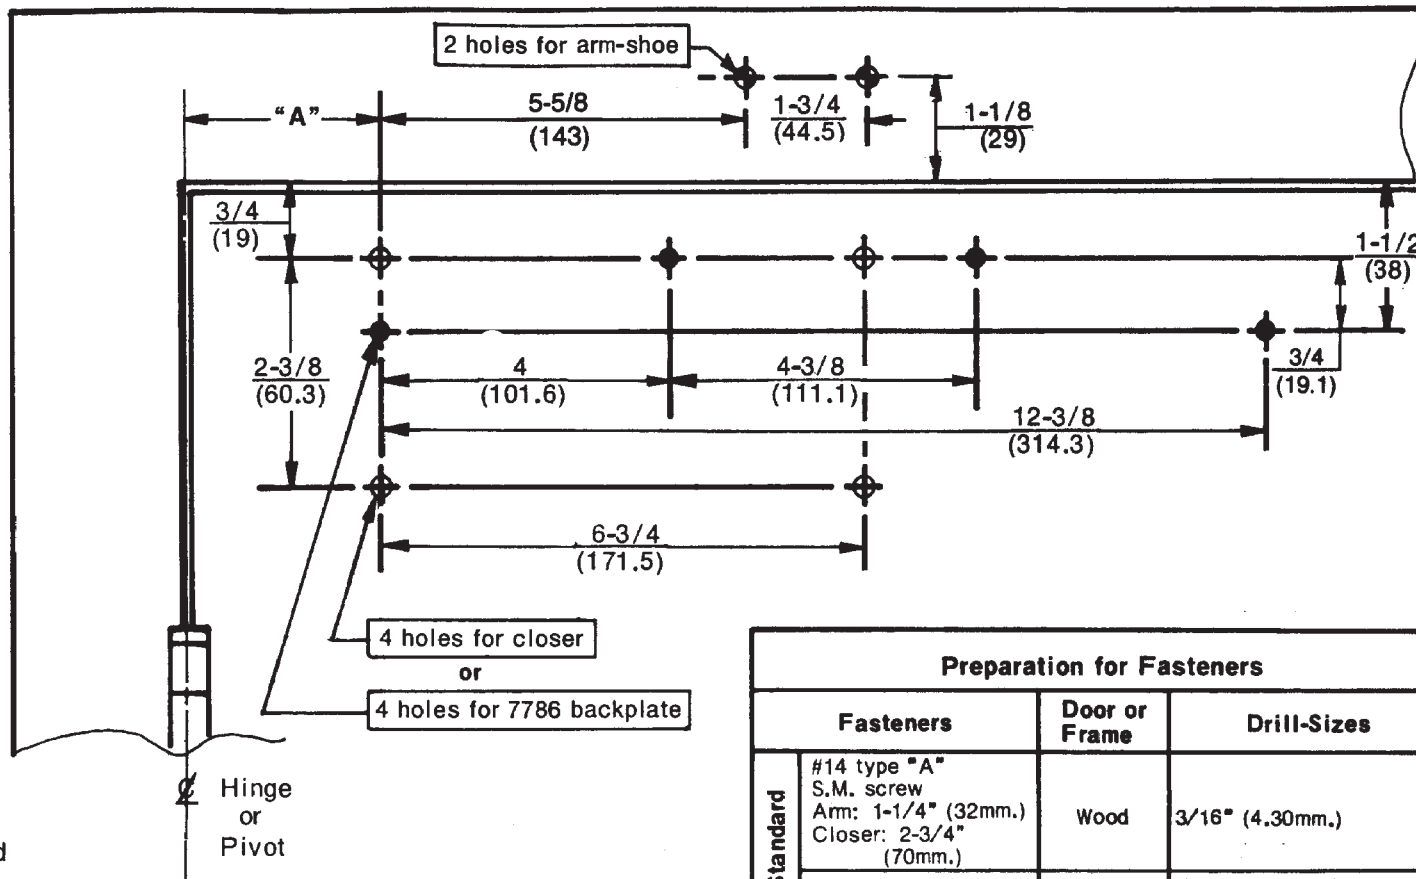 2 holes for arm-shoe
"A"
5-5/8
(143)
1-3/4
(44.5)
1-1/8
(29)
3/4
(19)
1-1/2
(38)
2-3/8
(60.3)
4
(101.6)
4-3/8
(111.1)
3/4
(19.1)
12-3/8
(314.3)
6-3/4
(171.5)
4 holes for closer
or
4 holes for 7786 backplate
℄ Hinge
or
Pivot
d
Preparation for Fasteners
Fasteners
Door or
Frame
Drill-Sizes
Standard
#14 type "A"
S.M. screw
Arm: 1-1/4" (32mm.)
Closer: 2-3/4"
(70mm.)
Wood
3/16" (4.30mm.)